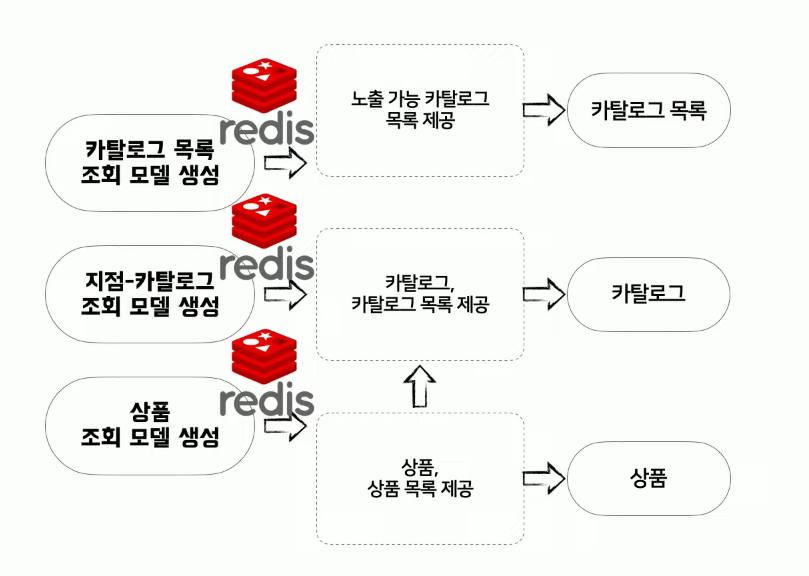 redis
카탈로그 목록
조회 모델 생성
노출 가능 카탈로그
목록 제공
카탈로그 목록
redis
지점-카탈로그
조회 모델 생성
카탈로그,
카탈로그 목록 제공
카탈로그
redis
상품
조회 모델 생성
상품,
상품 목록 제공
상품